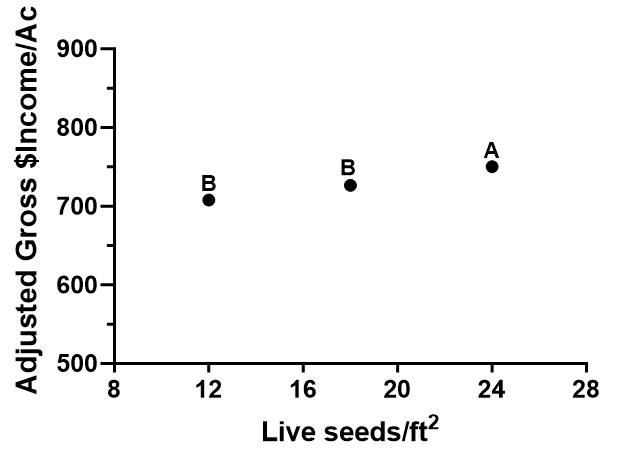 Adjusted Gross $Income/Ac
900
800
700
600
500
B
B
A
8 12 16 20 24 28
Live seeds/ft²